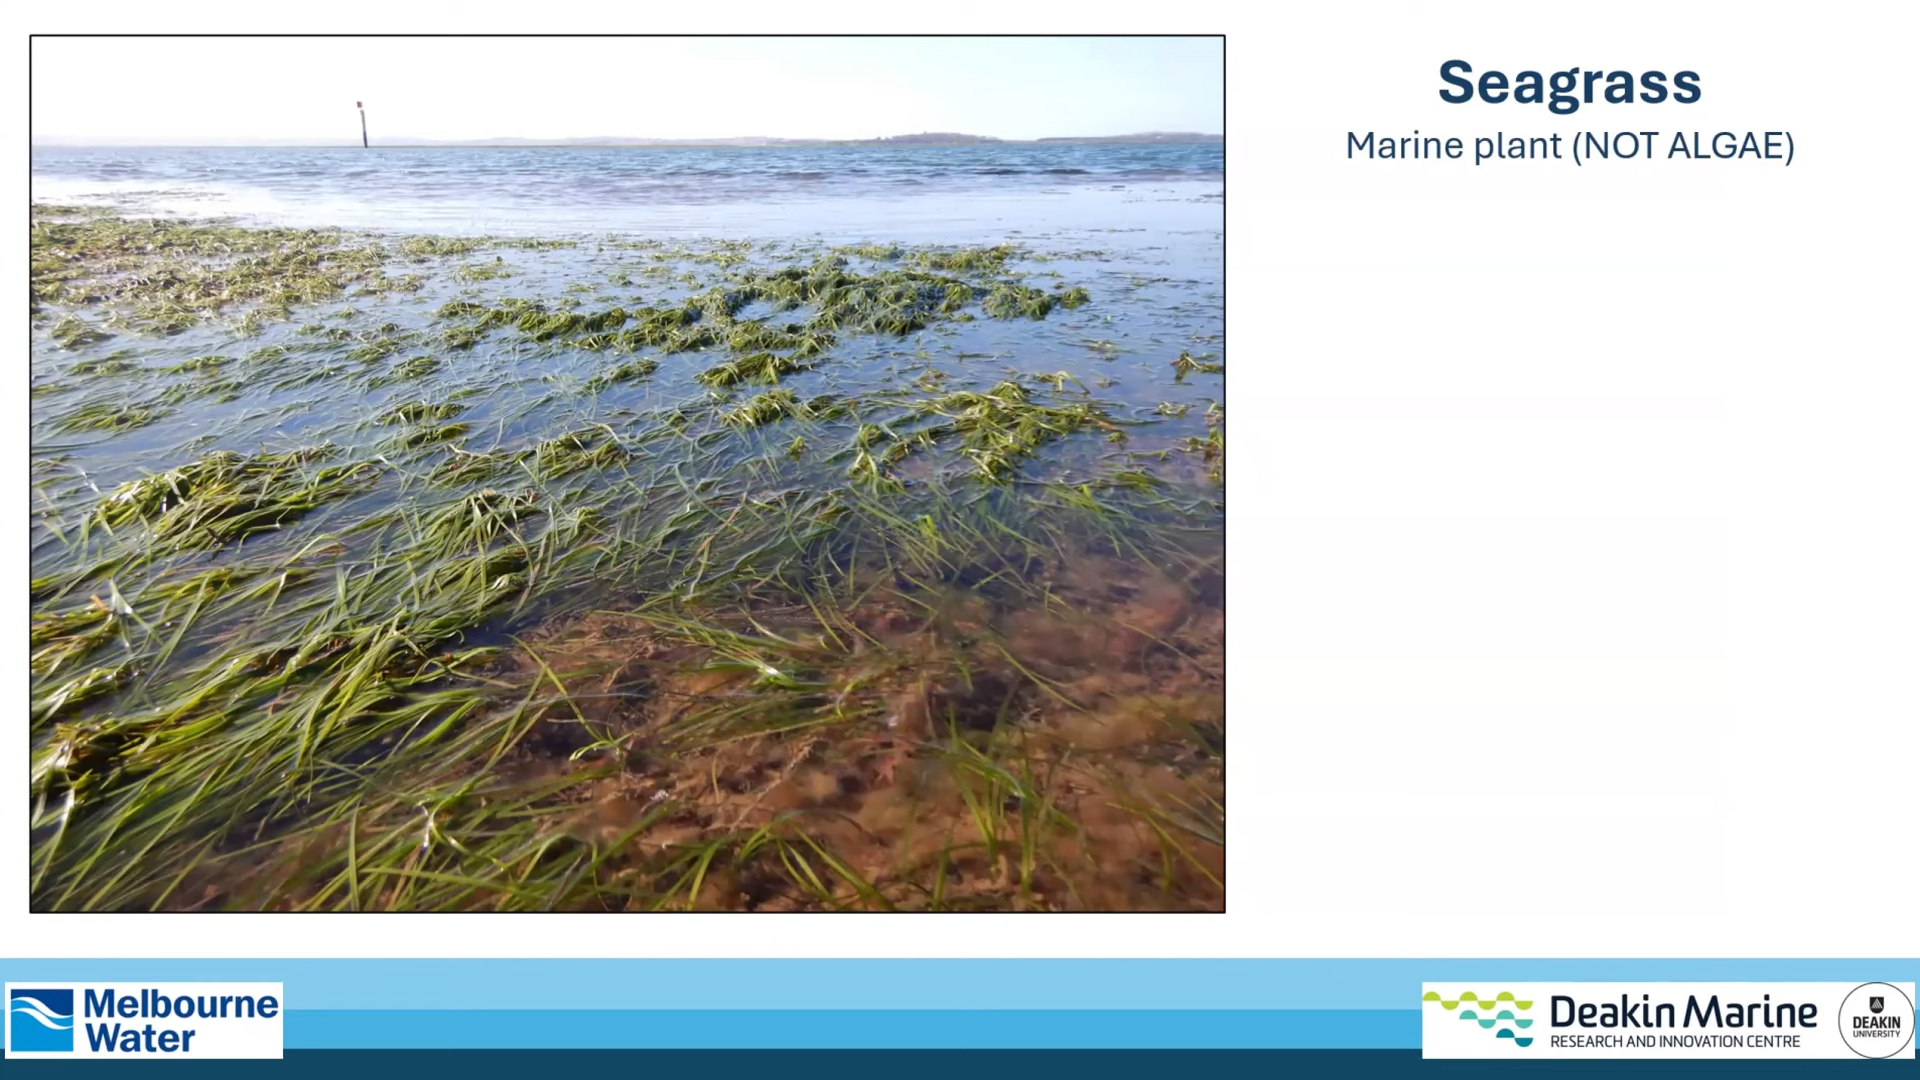 Seagrass
Marine plant (NOT ALGAE)
Melbourne
Water
Deakin Marine
RESEARCH AND INNOVATION CENTRE
DEAKIN
UNIVERSITY